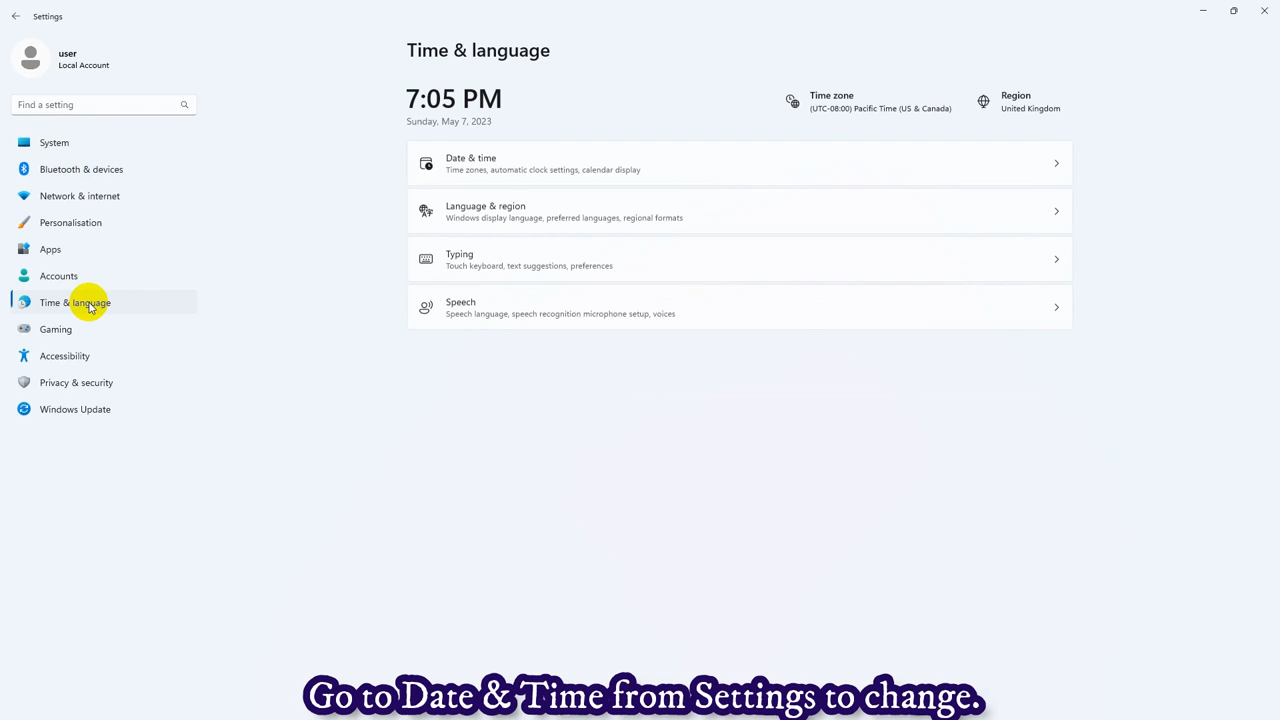 Settings
user
Local Account
Find a setting
System
Bluetooth & devices
Network & internet
Personalisation
Apps
Accounts
Time & language
Gaming
Accessibility
Privacy & security
Windows Update
Time & language
7:05 PM
Sunday, May 7, 2023
Time zone
(UTC-08:00) Pacific Time (US & Canada)
Region
United Kingdom
Date & time
Time zones, automatic clock settings, calendar display
Language & region
Windows display language, preferred languages, regional formats
Typing
Touch keyboard, text suggestions, preferences
Speech
Speech language, speech recognition microphone setup, voices
Go to Date & Time from Settings to change.